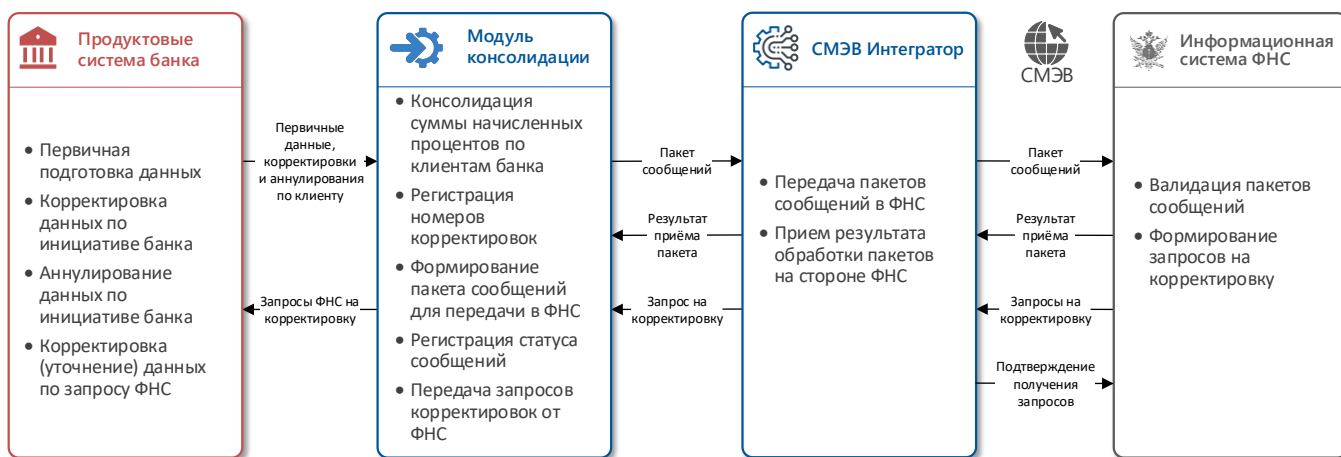 Продуктовые
система банка
Первичная
подготовка данных
Корректировка
данных по
инициативе банка
Аннулирование
данных по
инициативе банка
Корректировка
(уточнение) данных
по запросу ФНС
Первичные
данные,
корректировки
и аннулирования
по клиенту
Запросы ФНС на
корректировку
Модуль
консолидации
Консолидация
суммы начисленных
процентов по
клиентам банка
Регистрация
номеров
корректировок
Формирование
пакета сообщений
для передачи в ФНС
Регистрация статуса
сообщений
Передача запросов
корректировок от
ФНС
Пакет
сообщений
Результат
приёма
пакета
Запрос на
корректировку
СМЭВ Интегратор
Передача пакетов
сообщений в ФНС
Прием результата
обработки пакетов
на стороне ФНС
СМЭВ
Пакет
сообщений
Результат
приёма
пакета
Запросы на
корректировку
Подтверждение
получения
запросов
Информационная
система ФНС
Валидация пакетов
сообщений
Формирование
запросов на
корректировку